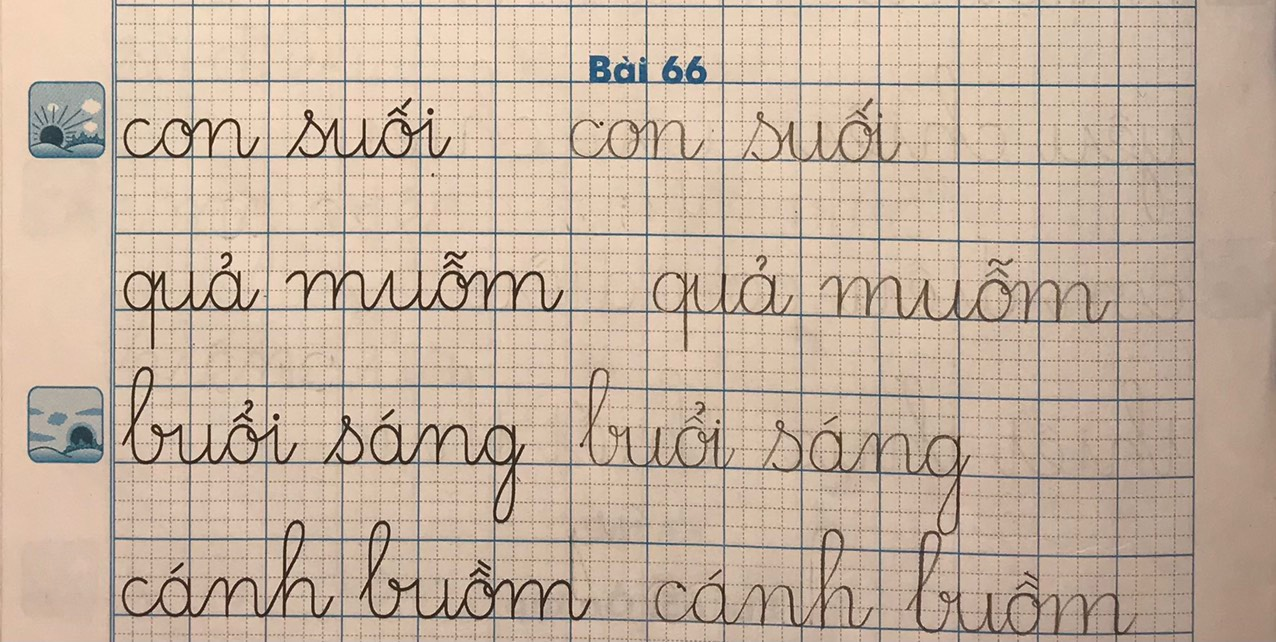 Bài 66
con suối con suối
quả muỗm quả muỗm
buổi sáng buổi sáng
cánh buồm cánh buồm